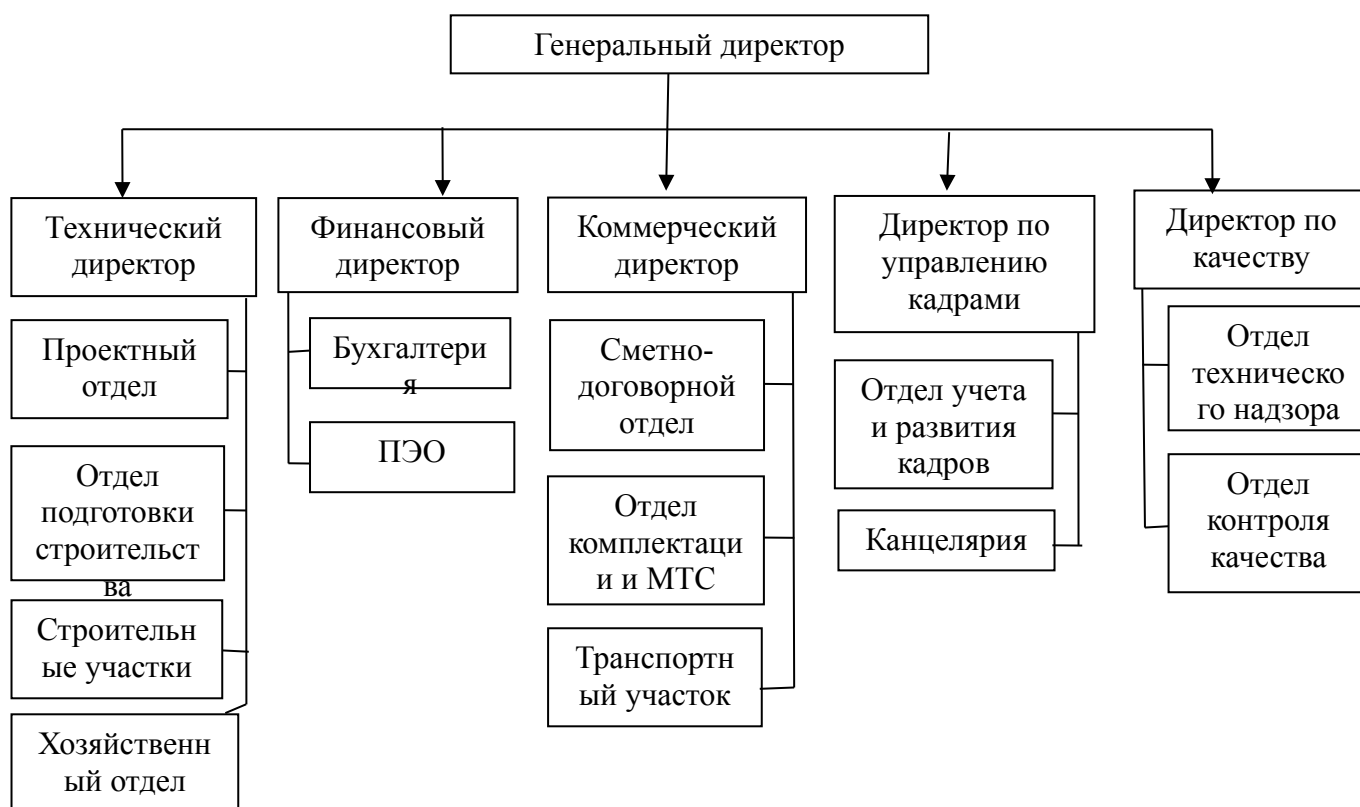 Генеральный директор
Технический
директор
Финансовый
директор
Коммерческий
директор
Директор по
управлению
кадрами
Директор по
качеству
Проектный
отдел
Отдел
подготовки
строительст
ва
Строительн
ые участки
Хозяйственн
ый отдел
Бухгалтери
я
ПЭО
Сметно-
договорной
отдел
Отдел
комплектаци
и и МТС
Транспортн
ый участок
Отдел учета
и развития
кадров
Канцелярия
Отдел
техническо
го надзора
Отдел
контроля
качества